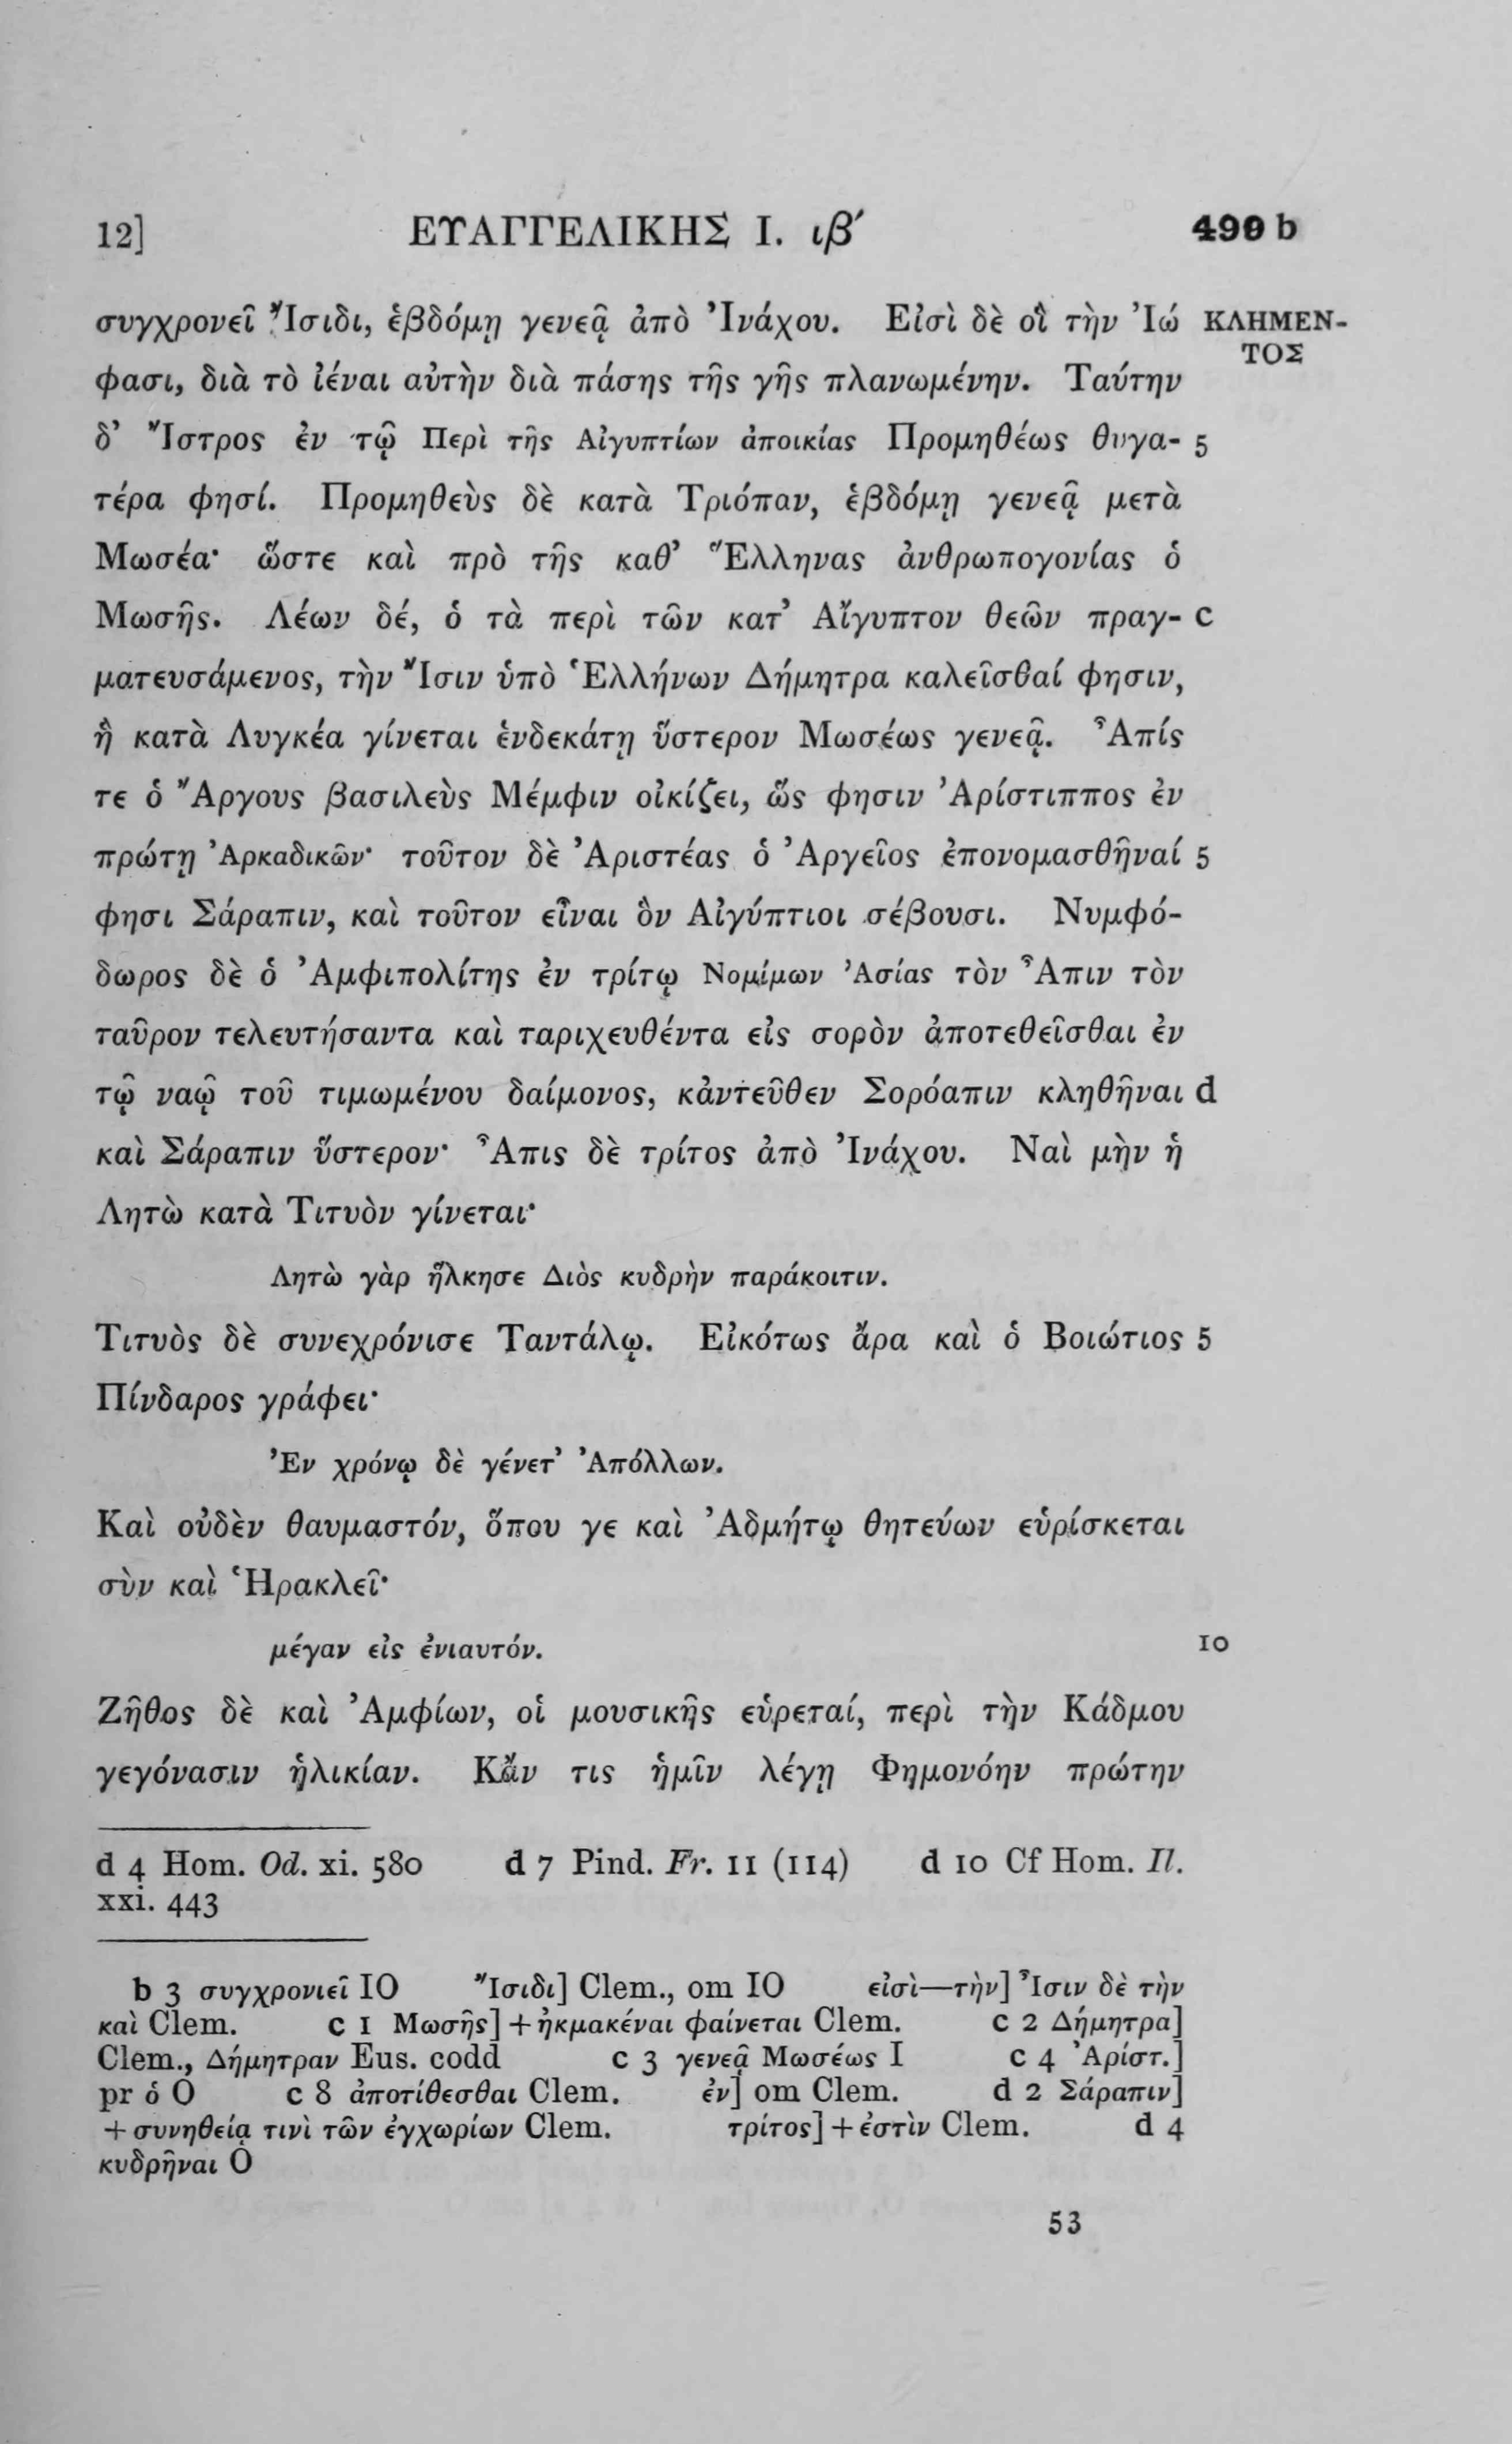 12] ΕΥΑΓΓΕΛΙΚΗΣ Ι. ιβ′ 499 b
συγχρονεῖ Ἴσιδι, ἑβδόμῃ γενεᾷ ἀπὸ Ἰνάχου. Εἰσὶ δὲ οἳ τὴν Ἰώ ΚΛΗΜΕΝ-
ΤΟΣ
φασι, διὰ τὸ ἰέναι αὐτὴν διὰ πάσης τῆς γῆς πλανωμένην. Ταύτην
δ’ Ἴστρος ἐν τῷ Περὶ τῆς Αἰγυπτίων ἀποικίας Προμηθέως θυγα- 5
τέρα φησί. Προμηθεὺς δὲ κατὰ Τριόπαν, ἑβδόμῃ γενεᾷ μετὰ
Μωσέα· ὥστε καὶ πρὸ τῆς καθ’ Ἕλληνας ἀνθρωπογονίας ὁ
Μωσῆς. Λέων δέ, ὁ τὰ περὶ τῶν κατ’ Αἴγυπτον θεῶν πραγ- c
ματευσάμενος, τὴν Ἴσιν ὑπὸ Ἑλλήνων Δήμητρα καλεῖσθαί φησιν,
ἣ κατὰ Λυγκέα γίνεται ἑνδεκάτῃ ὕστερον Μωσέως γενεᾷ. Ἆπίς
τε ὁ Ἄργους βασιλεὺς Μέμφιν οἰκίζει, ὥς φησιν Ἀρίστιππος ἐν
πρώτῃ Ἀρκαδικῶν· τοῦτον δὲ Ἀριστέας ὁ Ἀργεῖος ἐπονομασθῆναί 5
φησι Σάραπιν, καὶ τοῦτον εἶναι ὃν Αἰγύπτιοι σέβουσι. Νυμφό-
δωρος δὲ ὁ Ἀμφιπολίτης ἐν τρίτῳ Νομίμων Ἀσίας τὸν Ἆπιν τὸν
ταῦρον τελευτήσαντα καὶ ταριχευθέντα εἰς σορὸν ἀποτεθεῖσθαι ἐν
τῷ ναῷ τοῦ τιμωμένου δαίμονος, κἀντεῦθεν Σορόαπιν κληθῆναι d
καὶ Σάραπιν ὕστερον· Ἆπις δὲ τρίτος ἀπὸ Ἰνάχου. Ναὶ μὴν ἡ
Λητὼ κατὰ Τιτυὸν γίνεται·
Λητὼ γὰρ ἥλκησε Διὸς κυδρὴν παράκοιτιν.
Τιτυὸς δὲ συνεχρόνισε Ταντάλῳ. Εἰκότως ἄρα καὶ ὁ Βοιώτιος 5
Πίνδαρος γράφει·
Ἐν χρόνῳ δὲ γένετ’ Ἀπόλλων.
Καὶ οὐδὲν θαυμαστόν, ὅπου γε καὶ Ἀδμήτῳ θητεύων εὑρίσκεται
σὺν καὶ Ἡρακλεῖ·
μέγαν εἰς ἐνιαυτόν. 10
Ζῆθος δὲ καὶ Ἀμφίων, οἱ μουσικῆς εὑρεταί, περὶ τὴν Κάδμου
γεγόνασιν ἡλικίαν. Κἄν τις ἡμῖν λέγῃ Φημονόην πρώτην
d 4 Hom. Od. xi. 580 d 7 Pind. Fr. 11 (114) d 10 Cf Hom. Il.
xxi. 443
b 3 συγχρονιεῖ IO Ἴσιδι] Clem., om IO εἰσὶ—τὴν] Ἶσιν δὲ τὴν
καὶ Clem. c 1 Μωσῆς] + ἠκμακέναι φαίνεται Clem. c 2 Δήμητρα]
Clem., Δήμητραν Eus. codd c 3 γενεᾷ Μωσέως I c 4 Ἀρίστ.]
pr ὁ O c 8 ἀποτίθεσθαι Clem. ἐν] om Clem. d 2 Σάραπιν]
+ συνηθείᾳ τινὶ τῶν ἐγχωρίων Clem. τρίτος] + ἐστὶν Clem. d 4
κυδρῆναι O
53